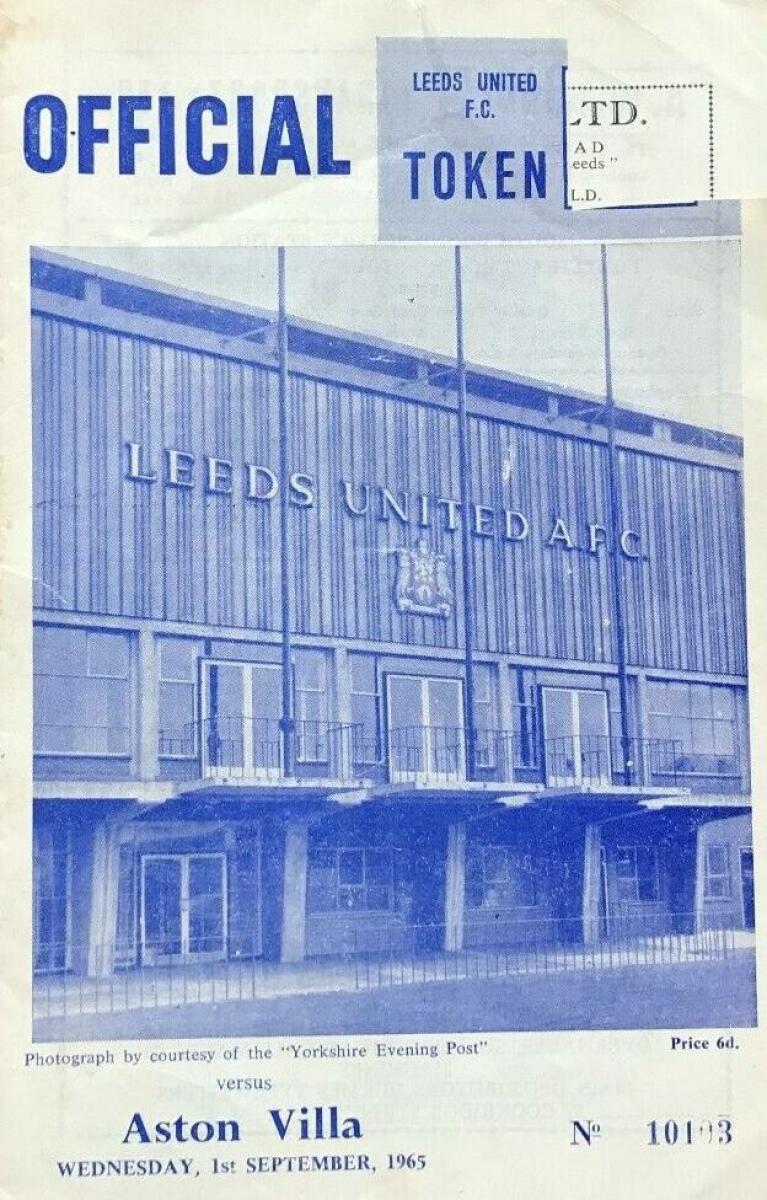 OFFICIAL
LEEDS UNITED
F.C.
TOKEN
LTD.
AD
eeds"
L.D.
LEEDS UNITED A.F.C.
Photograph by courtesy of the "Yorkshire Evening Post"
Price 6d.
versus
Aston Villa
Nº
WEDNESDAY, 1st SEPTEMBER, 1965